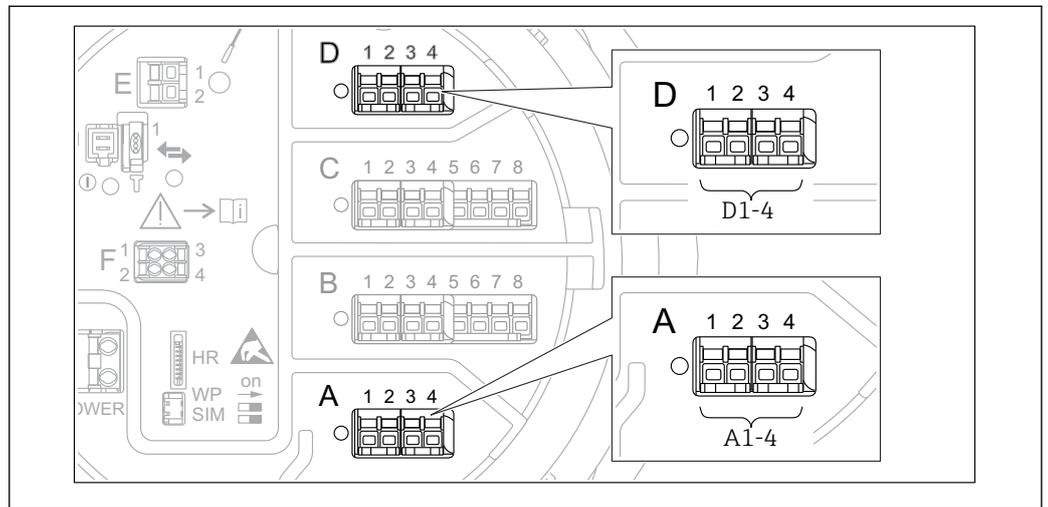 D 1 2 3 4
E 1
2
1
C 1 2 3 4 5 6 7 8
i
F 1 3
2 4
B 1 2 3 4 5 6 7 8
HR
on
WP
SIM
OWER
A 1 2 3 4
D 1 2 3 4
D1-4
A 1 2 3 4
A1-4